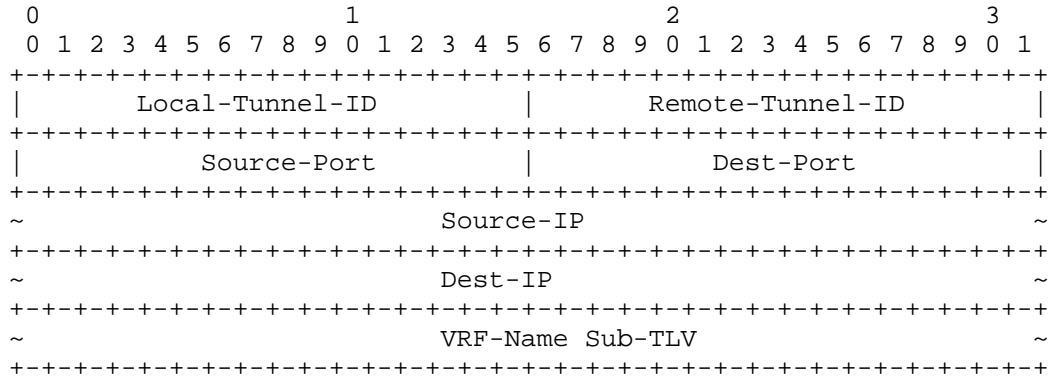 0                   1                   2                   3
 0 1 2 3 4 5 6 7 8 9 0 1 2 3 4 5 6 7 8 9 0 1 2 3 4 5 6 7 8 9 0 1
+-+-+-+-+-+-+-+-+-+-+-+-+-+-+-+-+-+-+-+-+-+-+-+-+-+-+-+-+-+-+-+-+
|       Local-Tunnel-ID         |       Remote-Tunnel-ID        |
+-+-+-+-+-+-+-+-+-+-+-+-+-+-+-+-+-+-+-+-+-+-+-+-+-+-+-+-+-+-+-+-+
|           Source-Port         |           Dest-Port           |
+-+-+-+-+-+-+-+-+-+-+-+-+-+-+-+-+-+-+-+-+-+-+-+-+-+-+-+-+-+-+-+-+
~                          Source-IP                            ~
+-+-+-+-+-+-+-+-+-+-+-+-+-+-+-+-+-+-+-+-+-+-+-+-+-+-+-+-+-+-+-+-+
~                          Dest-IP                              ~
+-+-+-+-+-+-+-+-+-+-+-+-+-+-+-+-+-+-+-+-+-+-+-+-+-+-+-+-+-+-+-+-+
~                          VRF-Name Sub-TLV                     ~
+-+-+-+-+-+-+-+-+-+-+-+-+-+-+-+-+-+-+-+-+-+-+-+-+-+-+-+-+-+-+-+-+